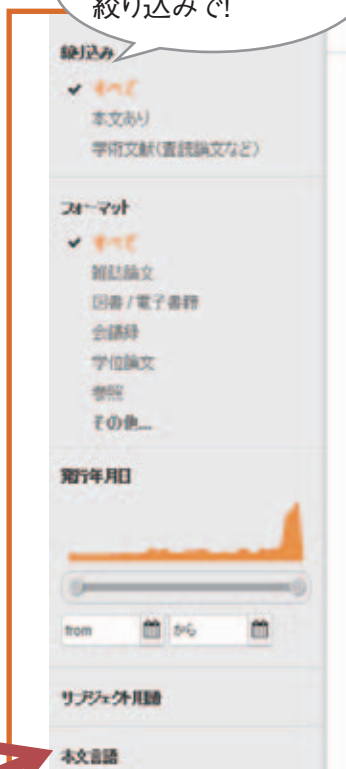 絞り込みで!
絞り込み
すべて
本文あり
学術文献(査読論文など)
フォーマット
すべて
雑誌論文
図書 / 電子書籍
会議録
学位論文
参照
その他...
発行年月日
from
から
サブジェクト用語
本文言語